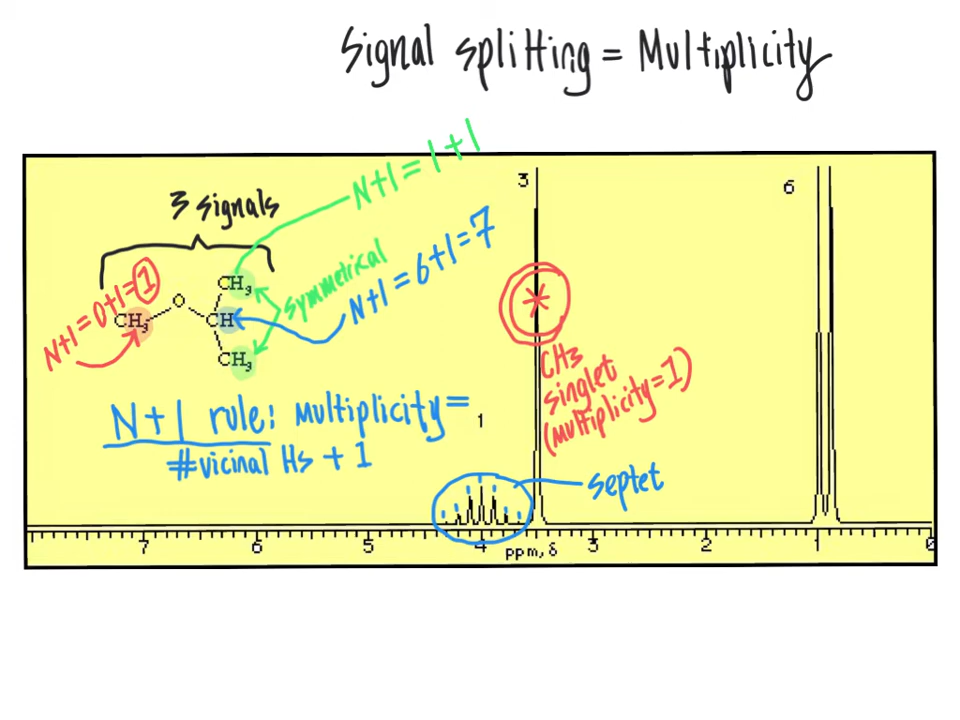 Signal splitting = Multiplicity
3 signals
N+1 = 1+1
3
6
N+1 = 0+1 = 1
CH3
O
CH
CH3
CH3
symmetrical
N+1 = 6+1 = 7
*
CH3
singlet
(multiplicity = 1)
N+1 rule: multiplicity =
#vicinal Hs + 1
1
septet
7 6 5 4 3 2 1 0
ppm, δ